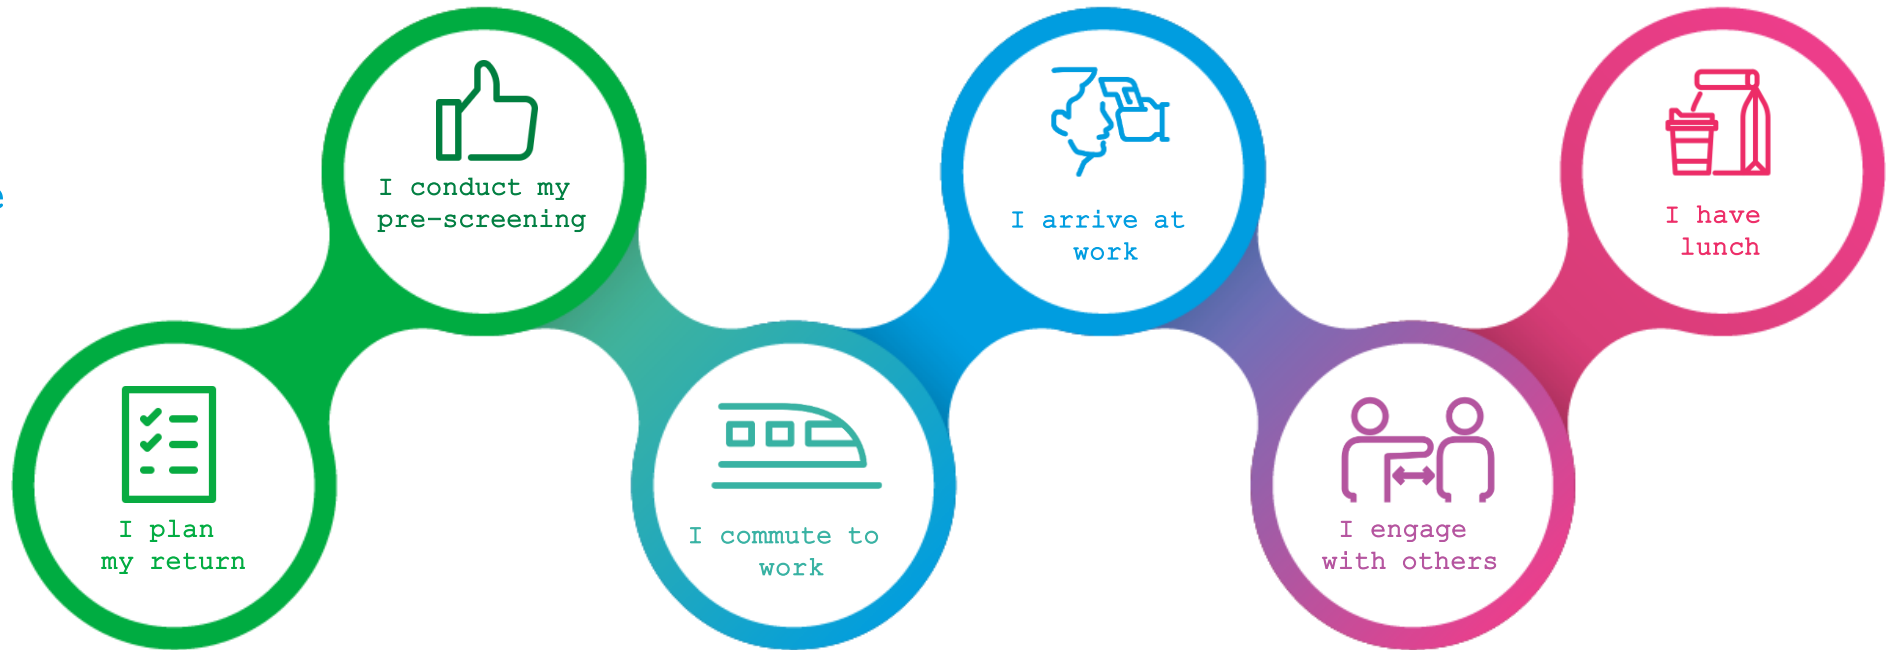 I plan
my return
I conduct my
pre-screening
I commute to
work
I arrive at
work
I engage
with others
I have
lunch